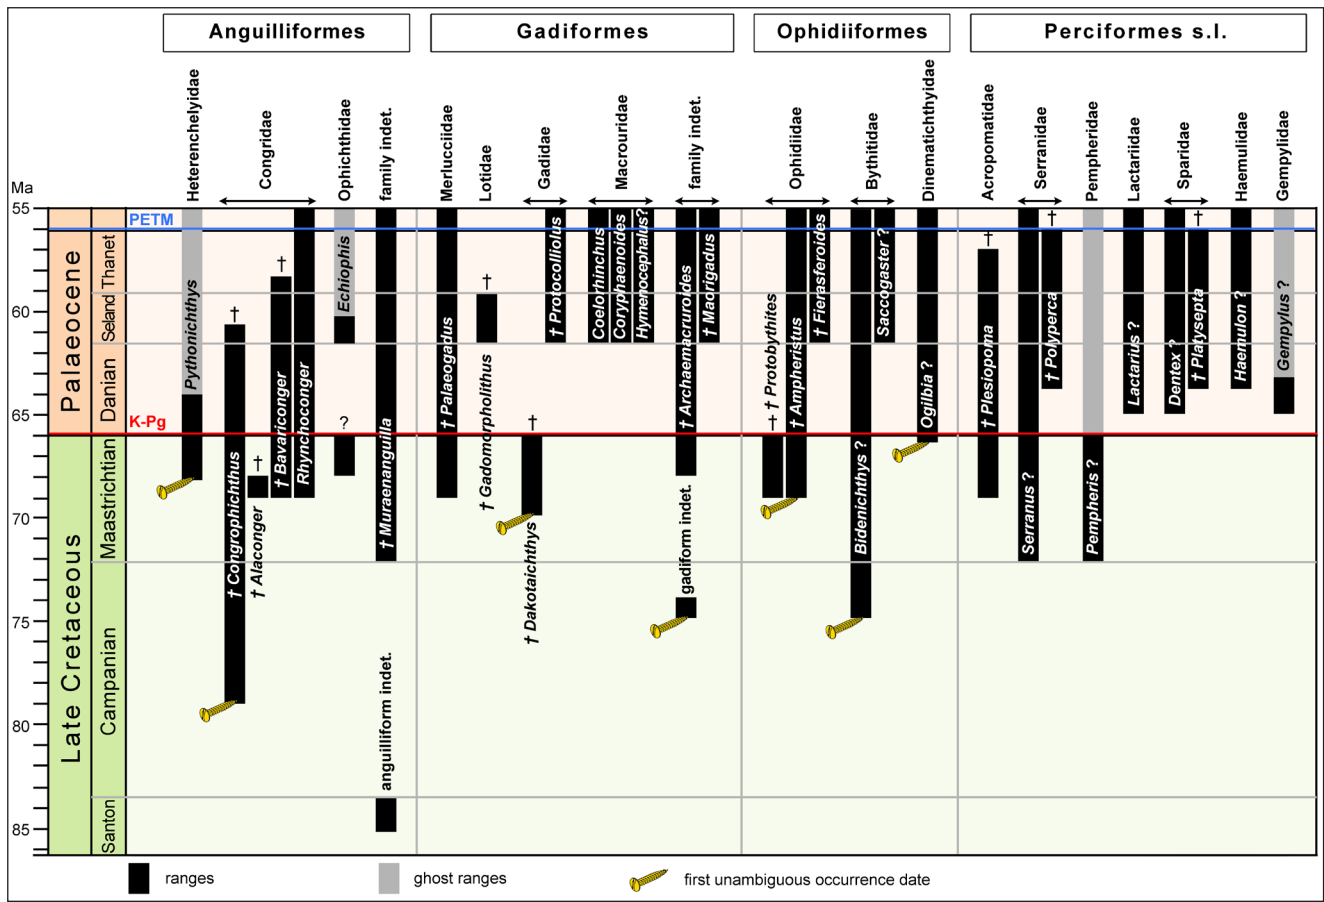 Anguilliformes
Gadiformes
Ophidiiformes
Perciformes s.l.
Heterenchelyidae
Congridae
Ophichthidae
family indet.
Merlucciidae
Lotidae
Gadidae
Macrouridae
family indet.
Ophidiidae
Bythitidae
Dinematichthyidae
Acropomatidae
Serranidae
Pempheridae
Lactariidae
Sparidae
Haemulidae
Gempylidae
Ma
55
60
65
70
75
80
85
Palaeocene
Late Cretaceous
Thanet
Seland
Danian
Maastrichtian
Campanian
Santon
PETM
K-Pg
Pythonichthys
† Congrophichthus
† Alaconger
† Bavariconger
Rhynchoconger
Echiophis
?
† Muraenanguilla
anguilliform indet.
† Palaeogadus
† Gadomorpholithus
† Dakotaichthys
† Protocolliolus
Coelorhinchus
Coryphaenoides
Hymenocephalus?
† Archaemacruroides
gadiform indet.
† Maorigadus
† Protobythites
† Ampheristus
† Fierasferoides
Bidenichthys ?
Saccogaster ?
Ogilbia ?
† Plesiopoma
Serranus ?
† Polyperca
Pempheris ?
Lactarius ?
Dentex ?
† Platysepta
Haemulon ?
Gempylus ?
†
†
†
†
†
†
†
†
†
ranges
ghost ranges
first unambiguous occurrence date